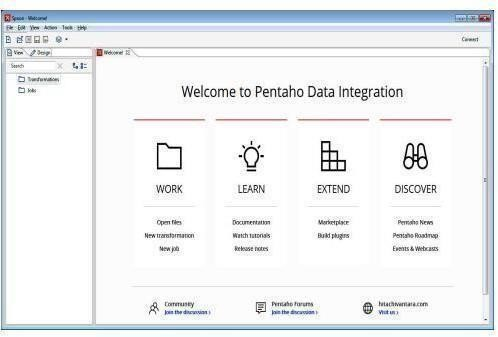 Spoon - Welcome!
File Edit View Action Tools Help
Connect
View Design
Welcome!
Search
Transformations
Jobs
Welcome to Pentaho Data Integration
WORK
Open files
New transformation
New job
LEARN
Documentation
Watch tutorials
Release notes
EXTEND
Marketplace
Build plugins
DISCOVER
Pentaho News
Pentaho Roadmap
Events & Webcasts
Community
Join the discussion >
Pentaho Forums
Join the discussion >
hitachivantara.com
Visit us >